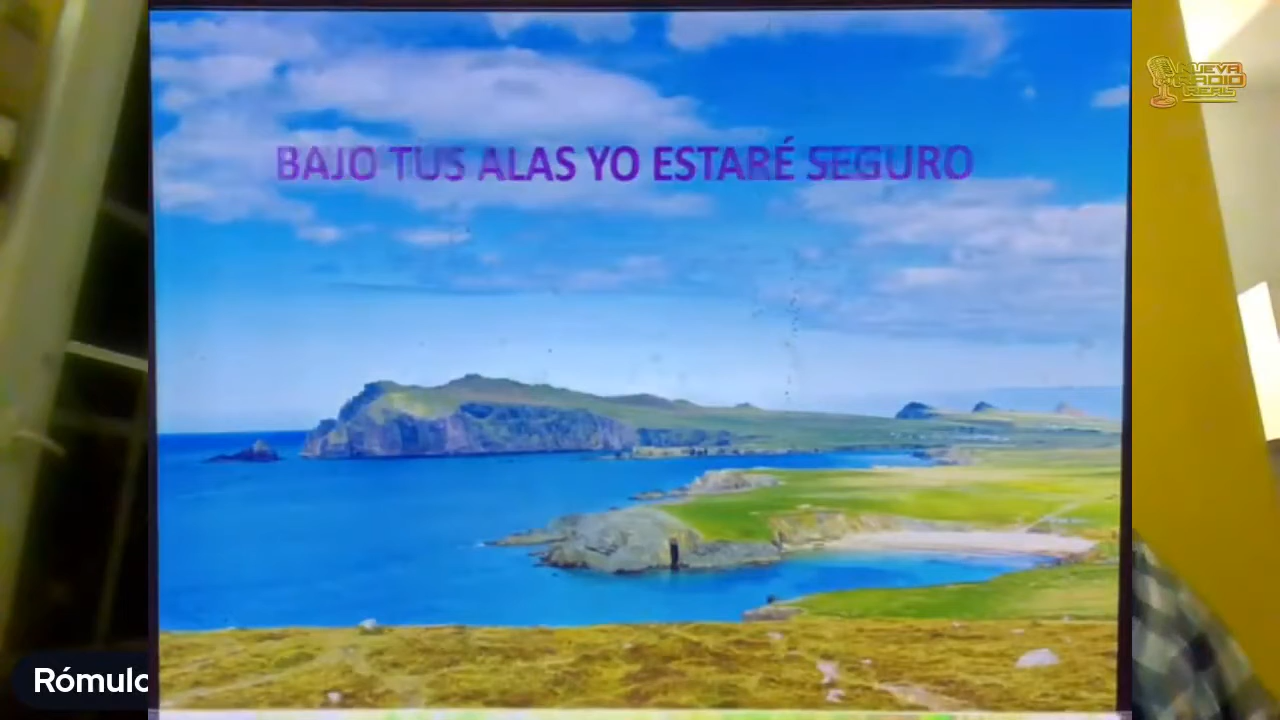 NUEVA
RADIO
REAL
BAJO TUS ALAS YO ESTARÉ SEGURO
Rómulo